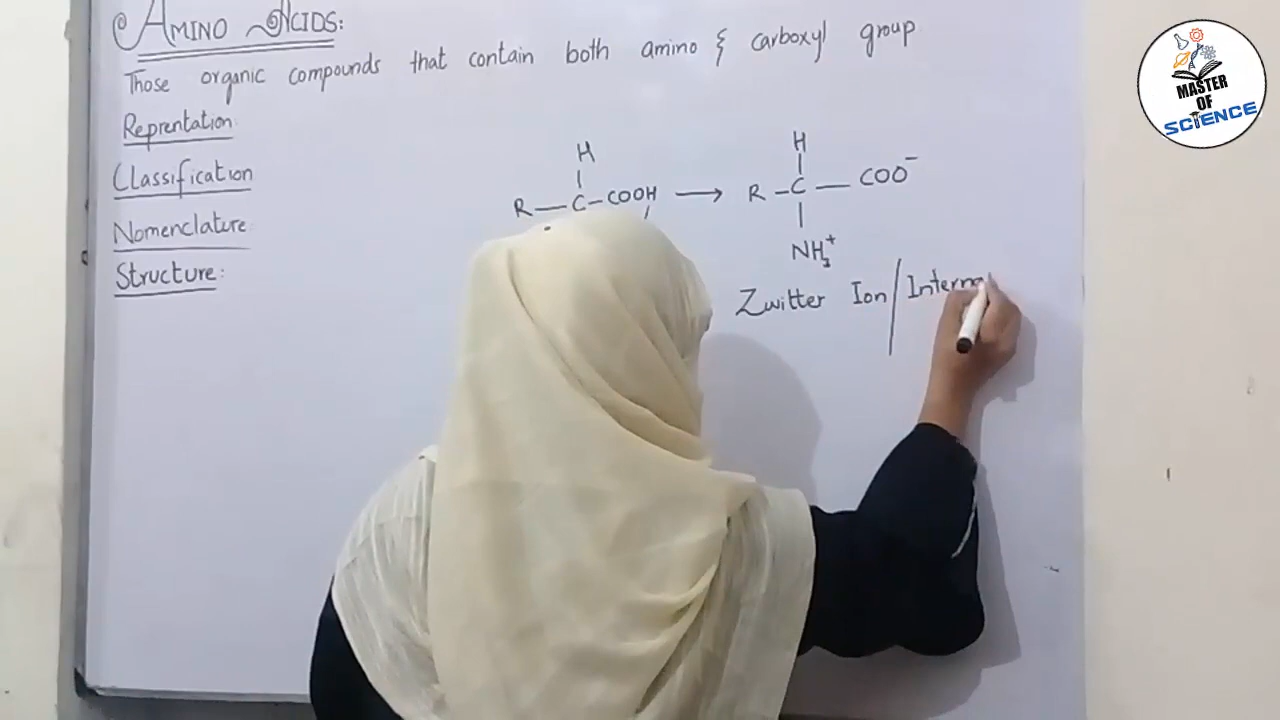 AMINO ACIDS:
Those organic compounds that contain both amino & carboxyl group
Reprentation
Classification
Nomenclature
Structure:
H
R — C – COOH → 
H
R – C — COO⁻
NH₃⁺
Zwitter Ion /
MASTER
OF
SCIENCE